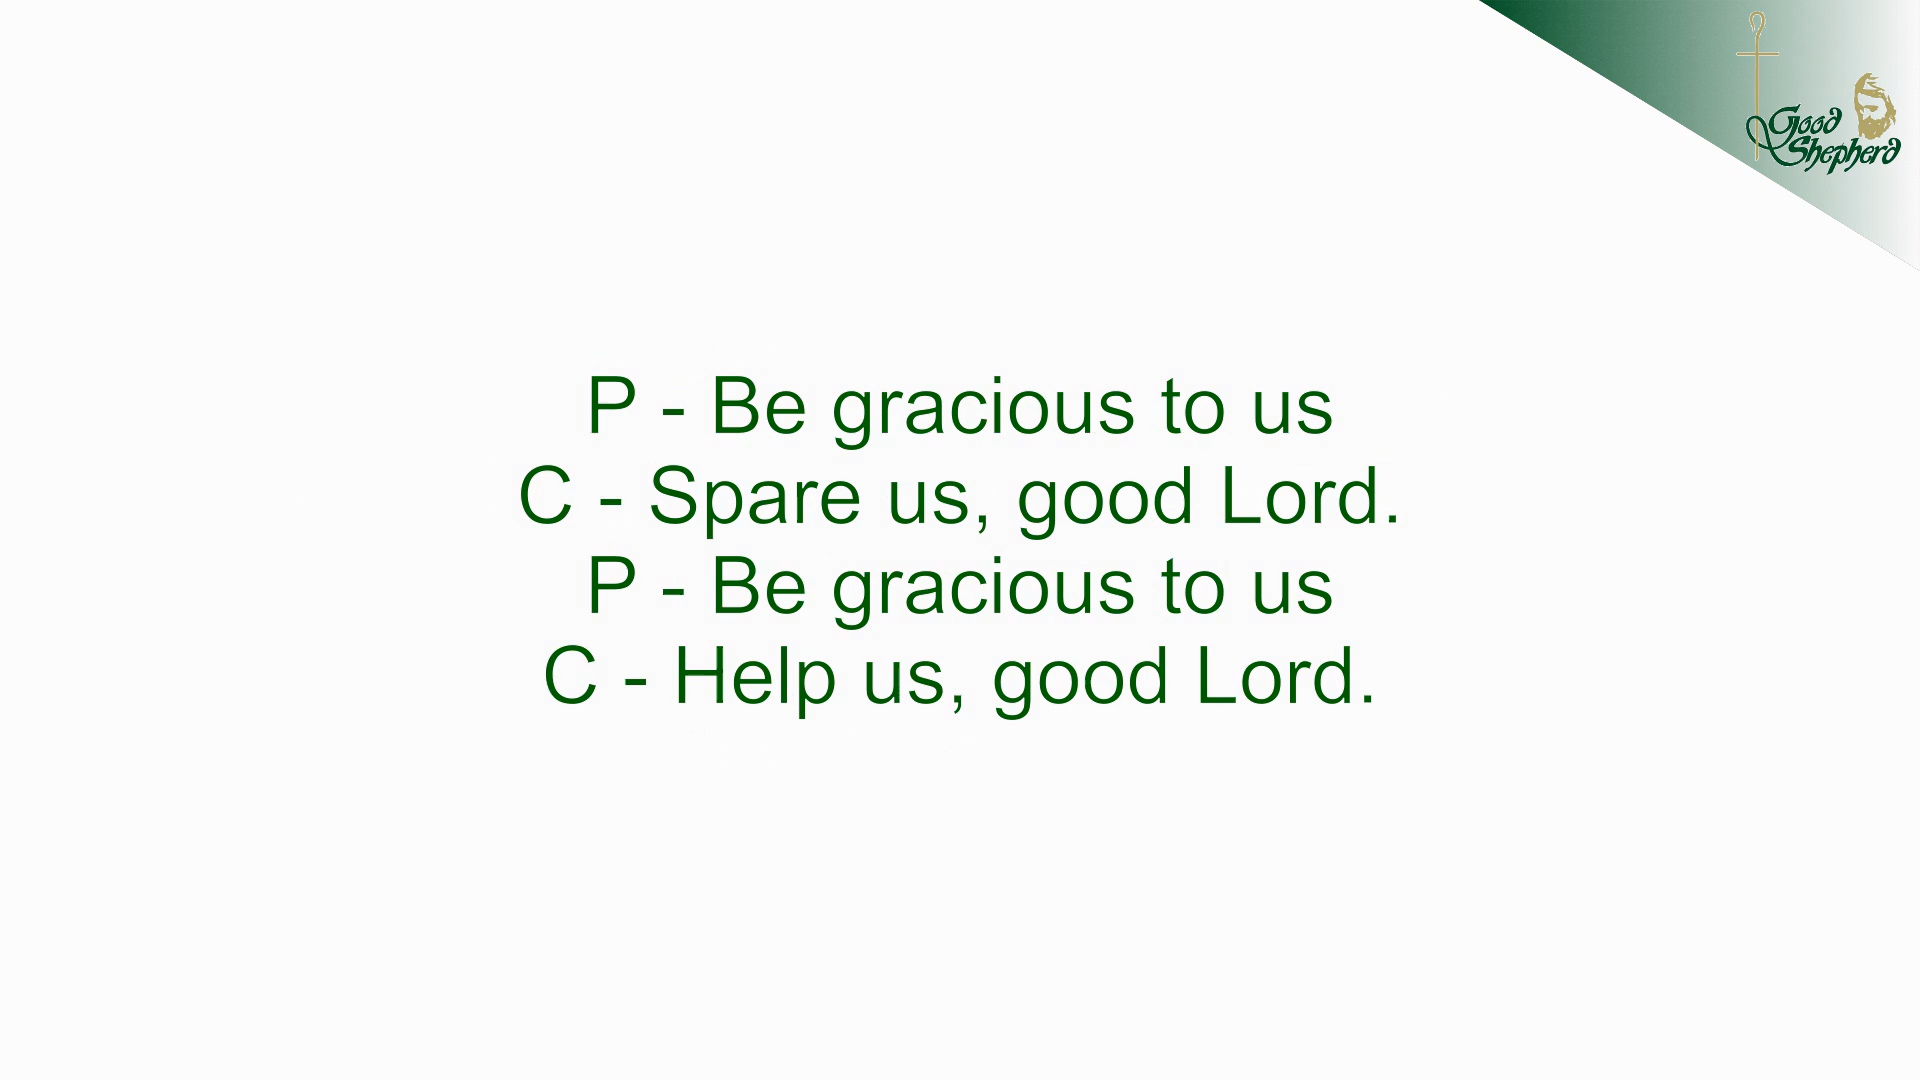 Good
Shepherd
P - Be gracious to us
C - Spare us, good Lord.
P - Be gracious to us
C - Help us, good Lord.